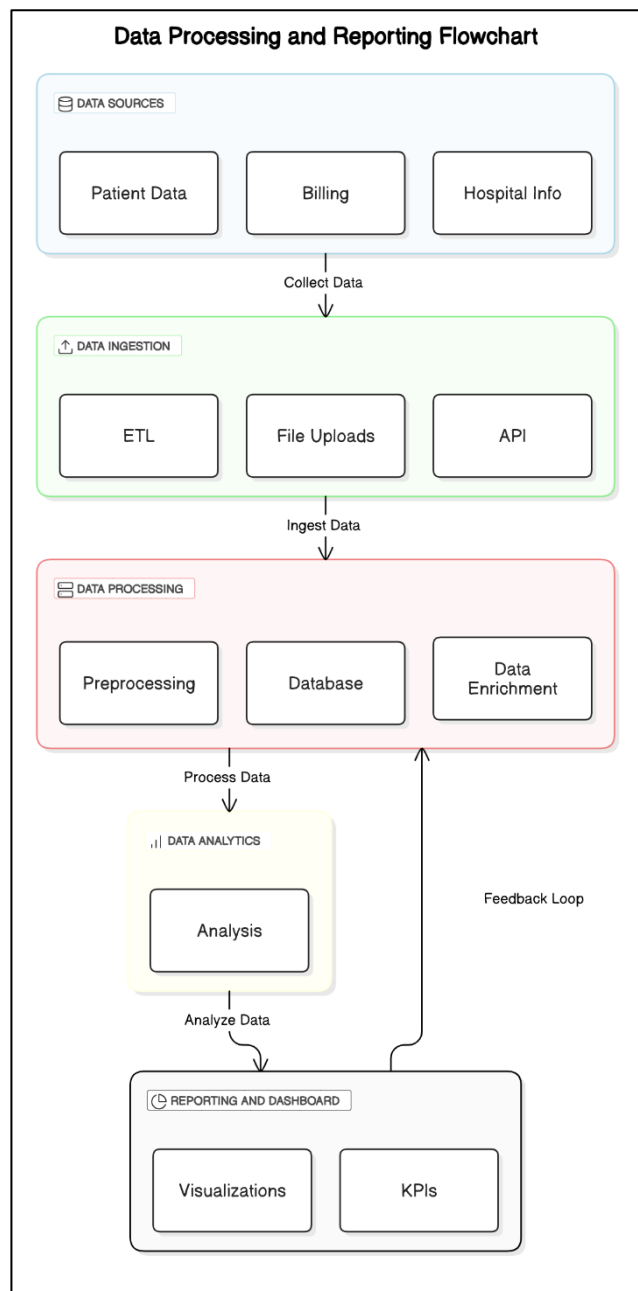 Data Processing and Reporting Flowchart
DATA SOURCES
Patient Data
Billing
Hospital Info
Collect Data
DATA INGESTION
ETL
File Uploads
API
Ingest Data
DATA PROCESSING
Preprocessing
Database
Data
Enrichment
Process Data
DATA ANALYTICS
Analysis
Feedback Loop
Analyze Data
REPORTING AND DASHBOARD
Visualizations
KPIs